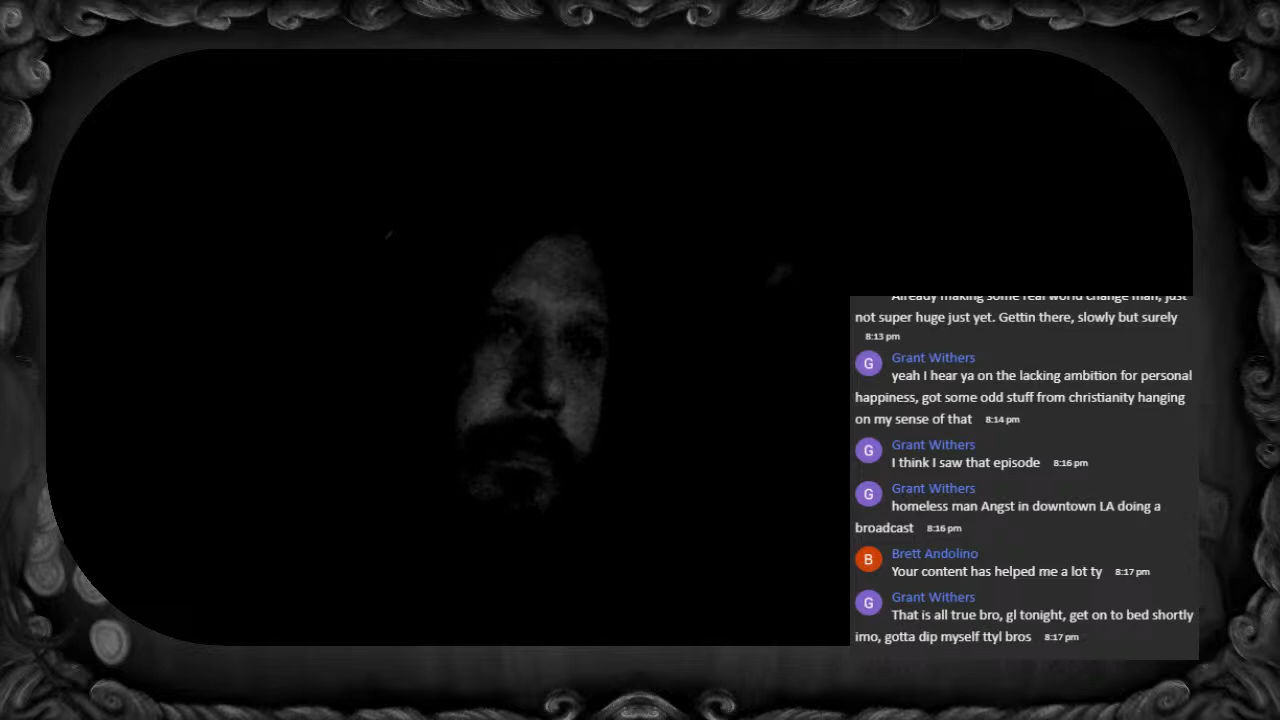 Already making some real world change man, just
not super huge just yet. Gettin there, slowly but surely
8:13 pm
G Grant Withers
yeah I hear ya on the lacking ambition for personal
happiness, got some odd stuff from christianity hanging
on my sense of that 8:14 pm
G Grant Withers
I think I saw that episode 8:16 pm
G Grant Withers
homeless man Angst in downtown LA doing a
broadcast 8:16 pm
B Brett Andolino
Your content has helped me a lot ty 8:17 pm
G Grant Withers
That is all true bro, gl tonight, get on to bed shortly
imo, gotta dip myself ttyl bros 8:17 pm